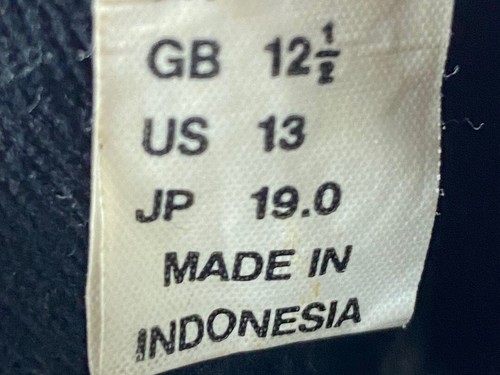 GB 12½
US 13
JP 19.0
MADE IN
INDONESIA